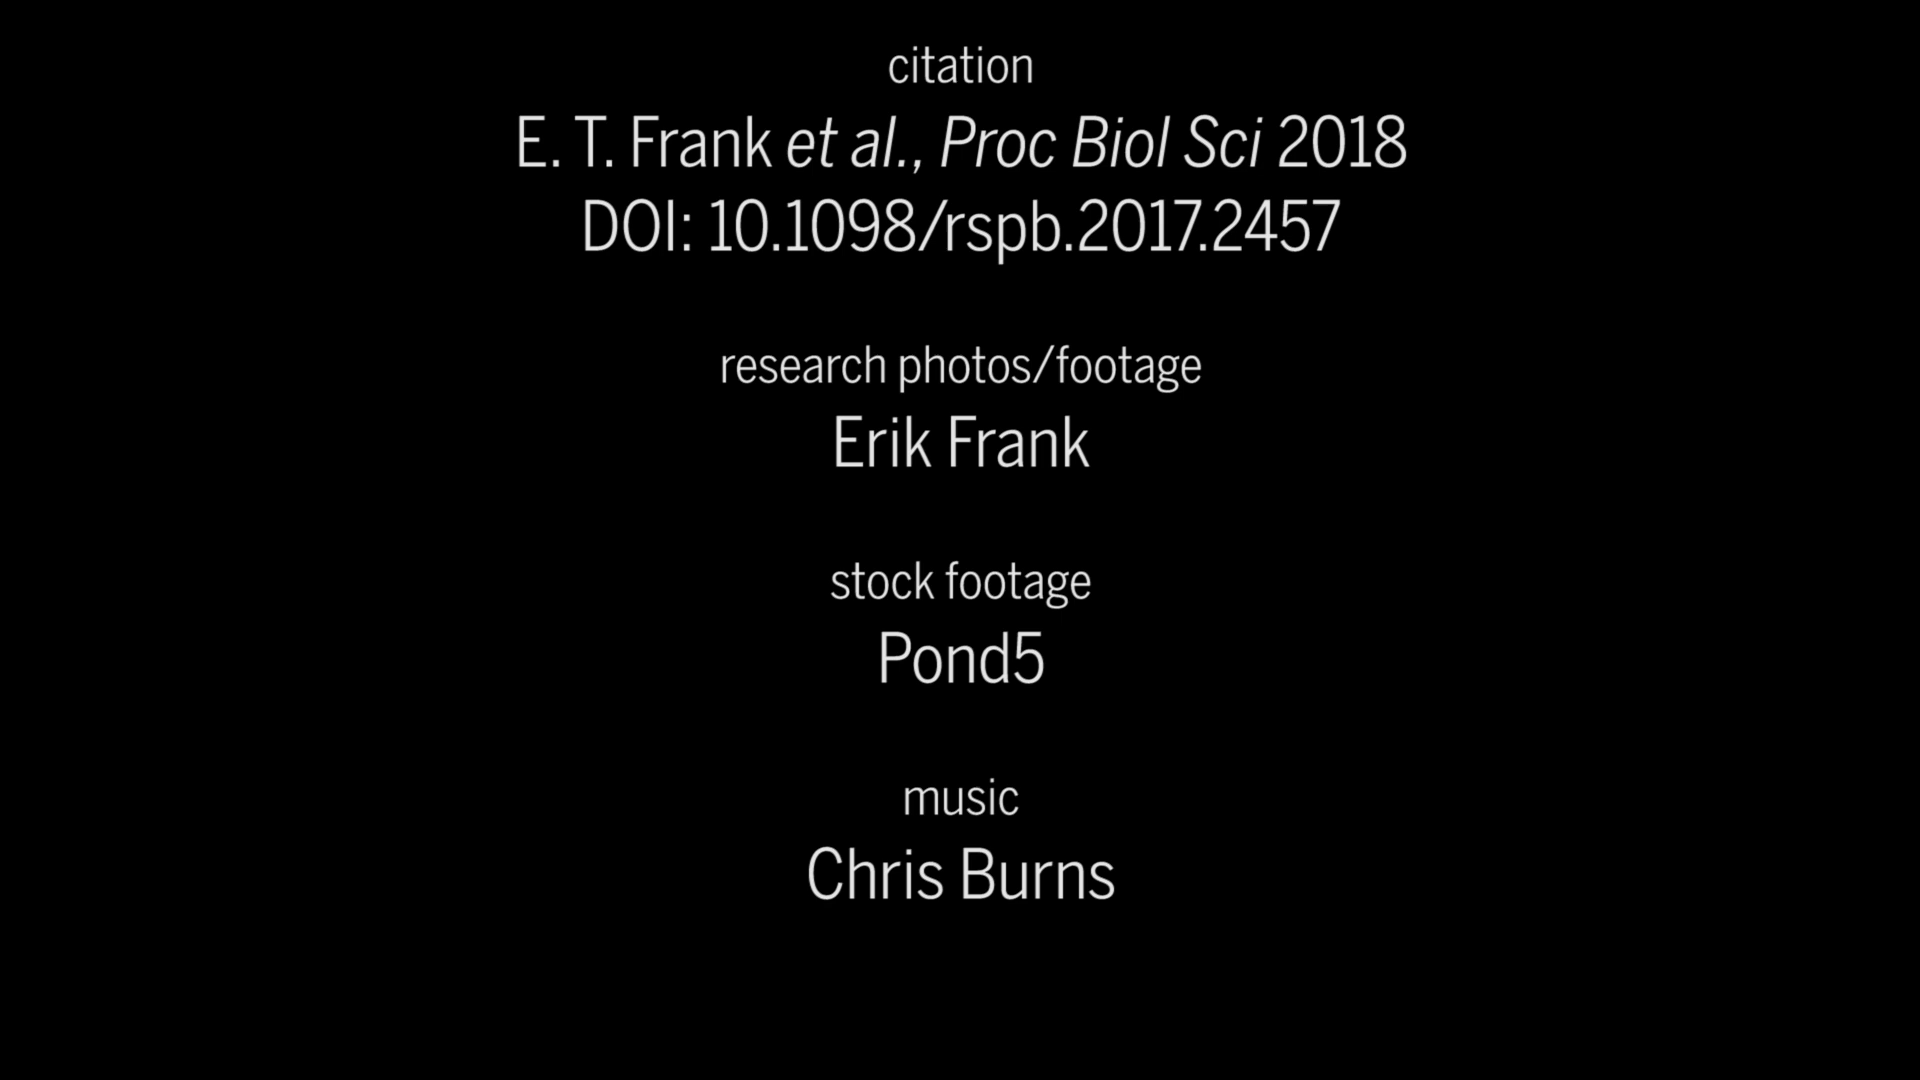 citation
E. T. Frank et al., Proc Biol Sci 2018
DOI: 10.1098/rspb.2017.2457
research photos/footage
Erik Frank
stock footage
Pond5
music
Chris Burns